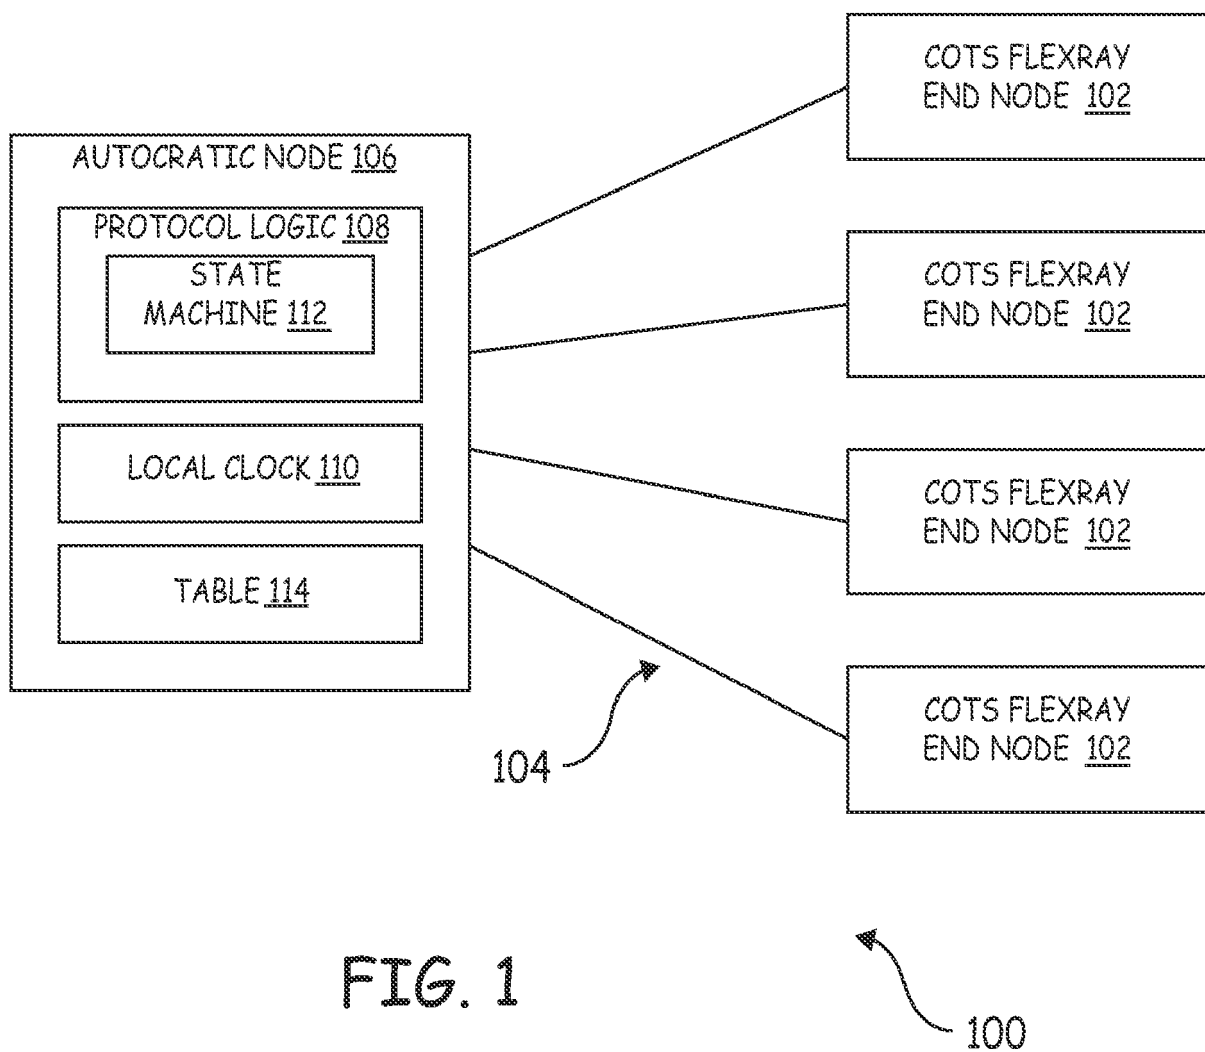 AUTOCRATIC NODE 106
PROTOCOL LOGIC 108
STATE
MACHINE 112
LOCAL CLOCK 110
TABLE 114
COTS FLEXRAY
END NODE 102
COTS FLEXRAY
END NODE 102
COTS FLEXRAY
END NODE 102
COTS FLEXRAY
END NODE 102
104
FIG. 1
100